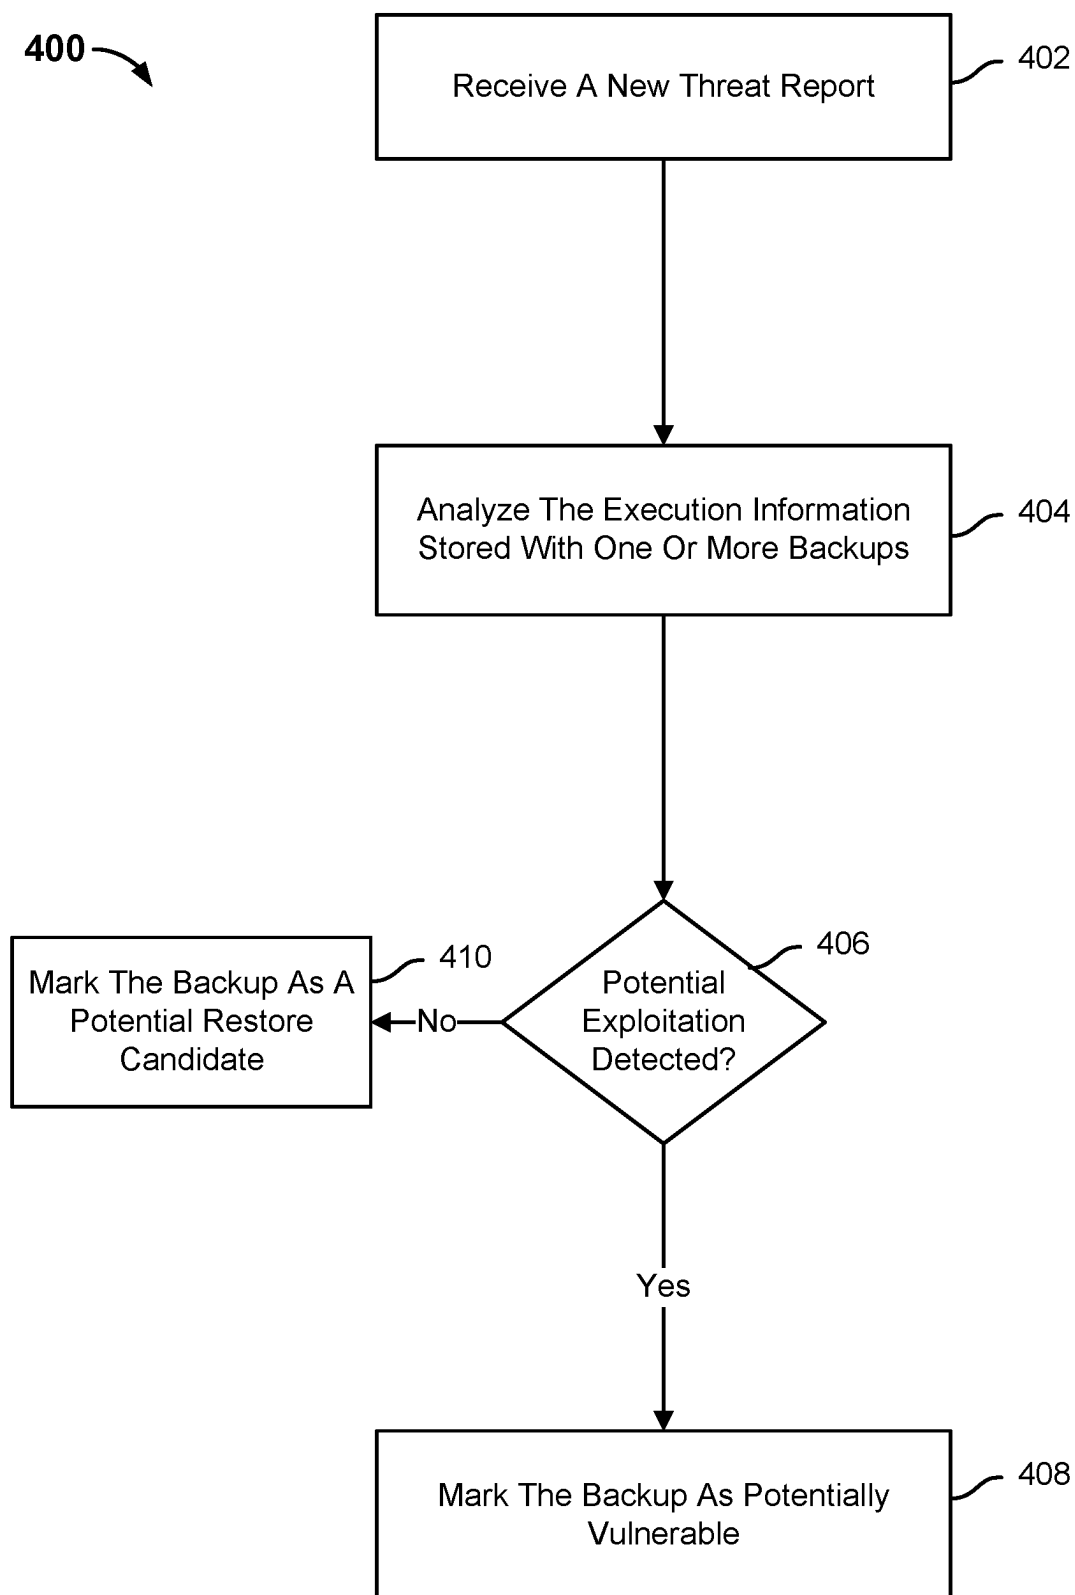 400
Receive A New Threat Report
402
Analyze The Execution Information
Stored With One Or More Backups
404
Potential
Exploitation
Detected?
406
No
Mark The Backup As A
Potential Restore
Candidate
410
Yes
Mark The Backup As Potentially
Vulnerable
408